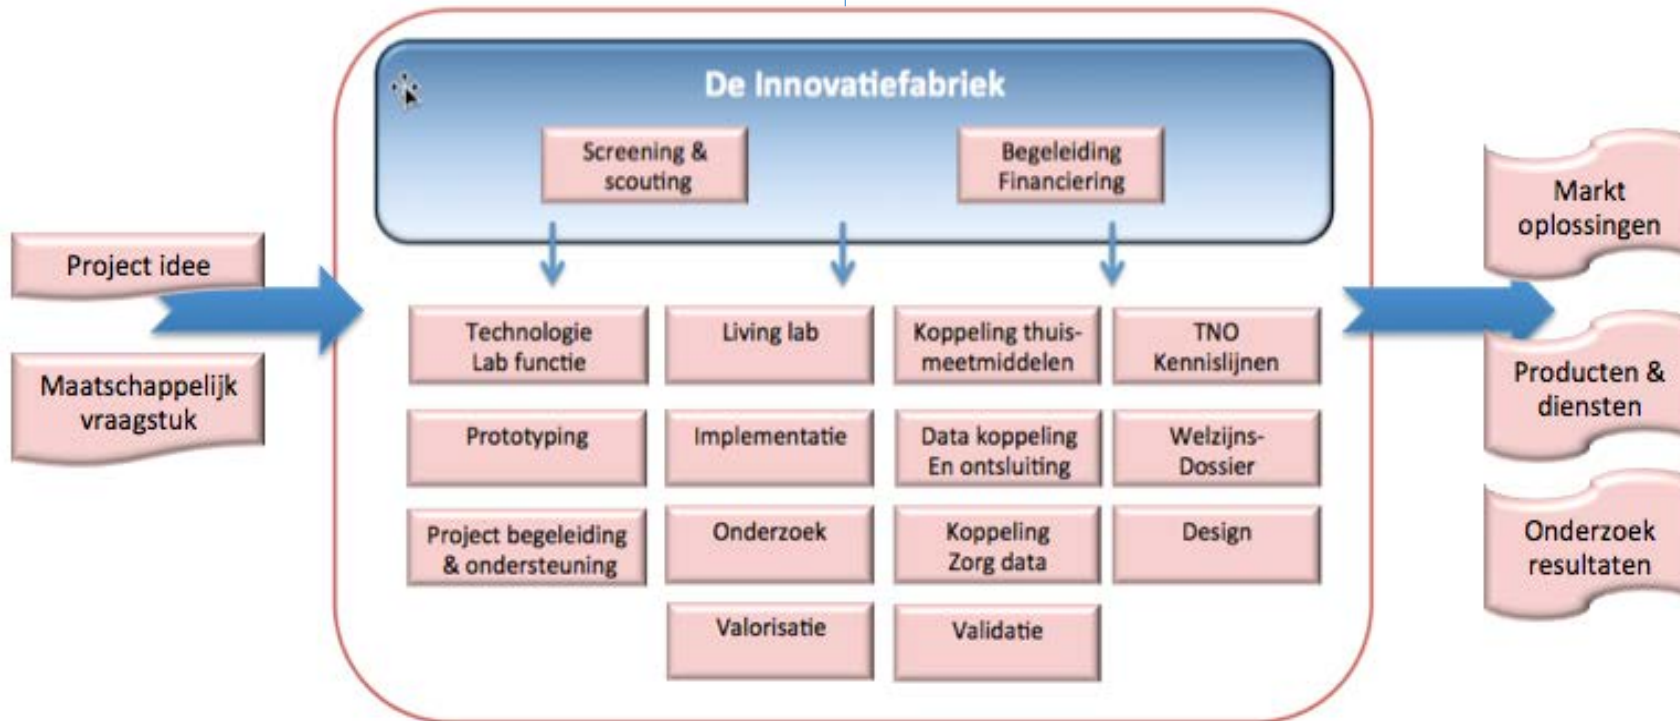 De Innovatiefabriek
Screening &
scouting
Begeleiding
Financiering
Project idee
Maatschappelijk
vraagstuk
Technologie
Lab functie
Living lab
Koppeling thuis-
meetmiddelen
TNO
Kennislijnen
Prototyping
Implementatie
Data koppeling
En ontsluiting
Welzijns-
Dossier
Project begeleiding
& ondersteuning
Onderzoek
Koppeling
Zorg data
Design
Valorisatie
Validatie
Markt
oplossingen
Producten &
diensten
Onderzoek
resultaten